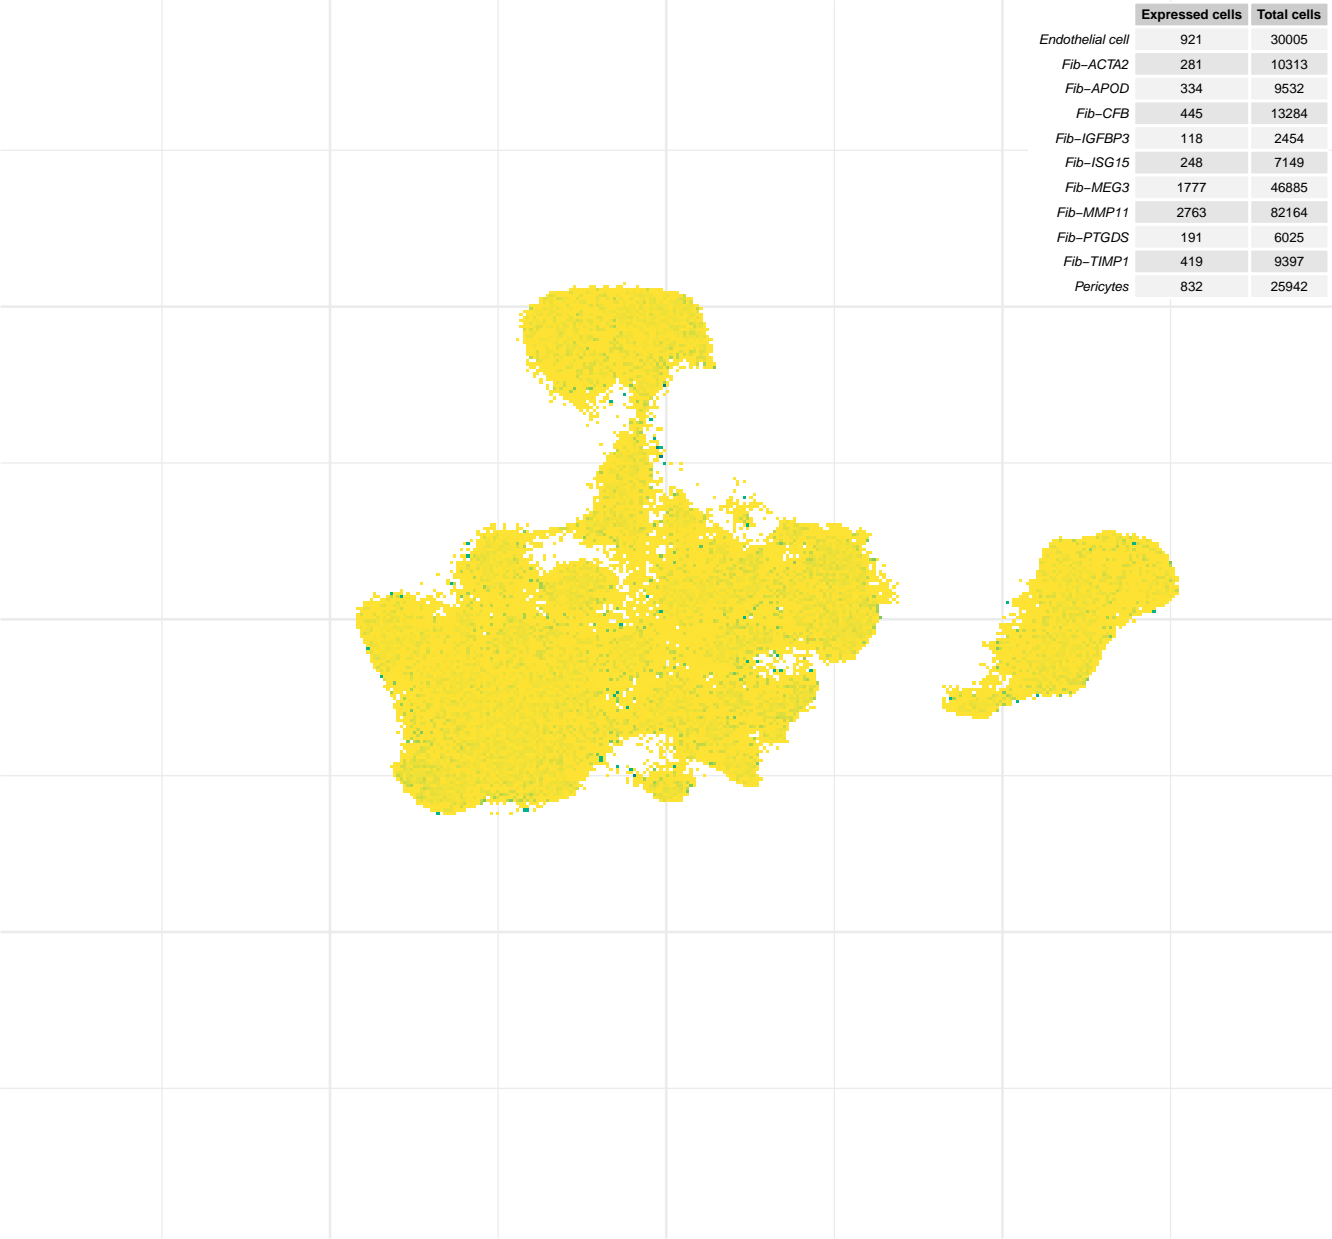 Expressed cells Total cells
Endothelial cell 921 30005
Fib−ACTA2 281 10313
Fib−APOD 334 9532
Fib−CFB 445 13284
Fib−IGFBP3 118 2454
Fib−ISG15 248 7149
Fib−MEG3 1777 46885
Fib−MMP11 2763 82164
Fib−PTGDS 191 6025
Fib−TIMP1 419 9397
Pericytes 832 25942